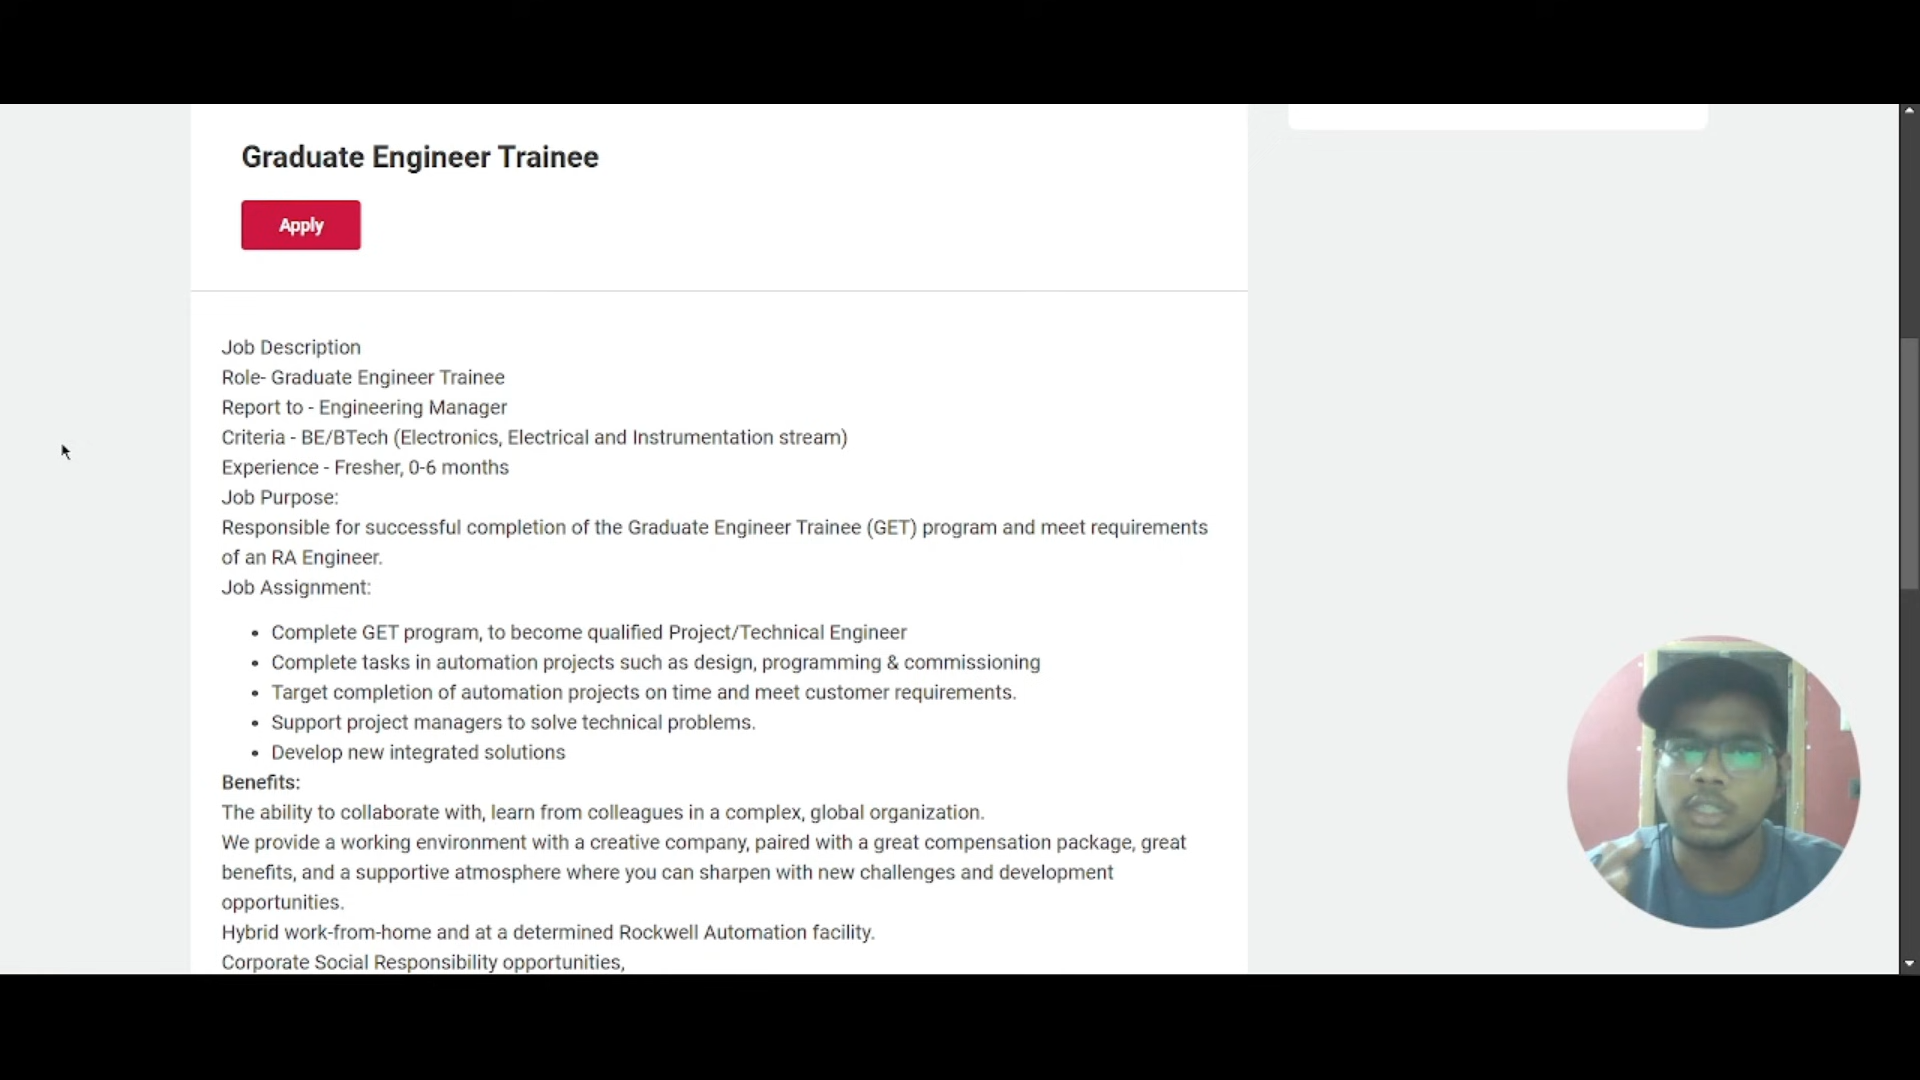 Graduate Engineer Trainee
Apply
Job Description
Role- Graduate Engineer Trainee
Report to - Engineering Manager
Criteria - BE/BTech (Electronics, Electrical and Instrumentation stream)
Experience - Fresher, 0-6 months
Job Purpose:
Responsible for successful completion of the Graduate Engineer Trainee (GET) program and meet requirements
of an RA Engineer.
Job Assignment:
• Complete GET program, to become qualified Project/Technical Engineer
• Complete tasks in automation projects such as design, programming & commissioning
• Target completion of automation projects on time and meet customer requirements.
• Support project managers to solve technical problems.
• Develop new integrated solutions
Benefits:
The ability to collaborate with, learn from colleagues in a complex, global organization.
We provide a working environment with a creative company, paired with a great compensation package, great
benefits, and a supportive atmosphere where you can sharpen with new challenges and development
opportunities.
Hybrid work-from-home and at a determined Rockwell Automation facility.
Corporate Social Responsibility opportunities,